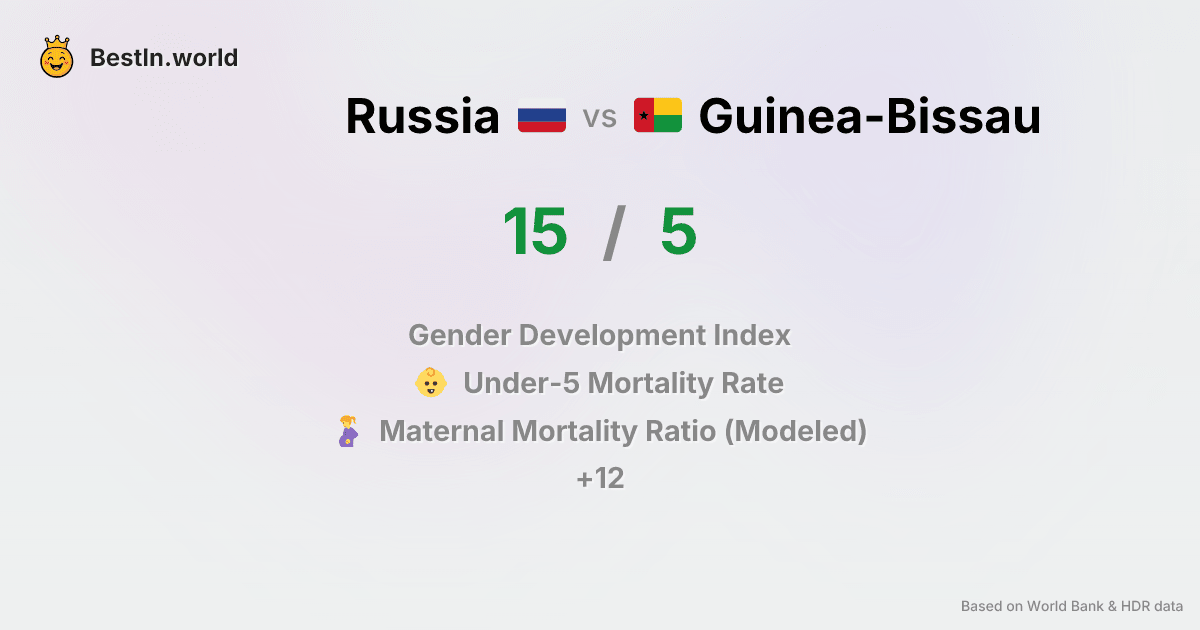 BestIn.world
Russia vs Guinea-Bissau
15 / 5
Gender Development Index
Under-5 Mortality Rate
Maternal Mortality Ratio (Modeled)
+12
Based on World Bank & HDR data